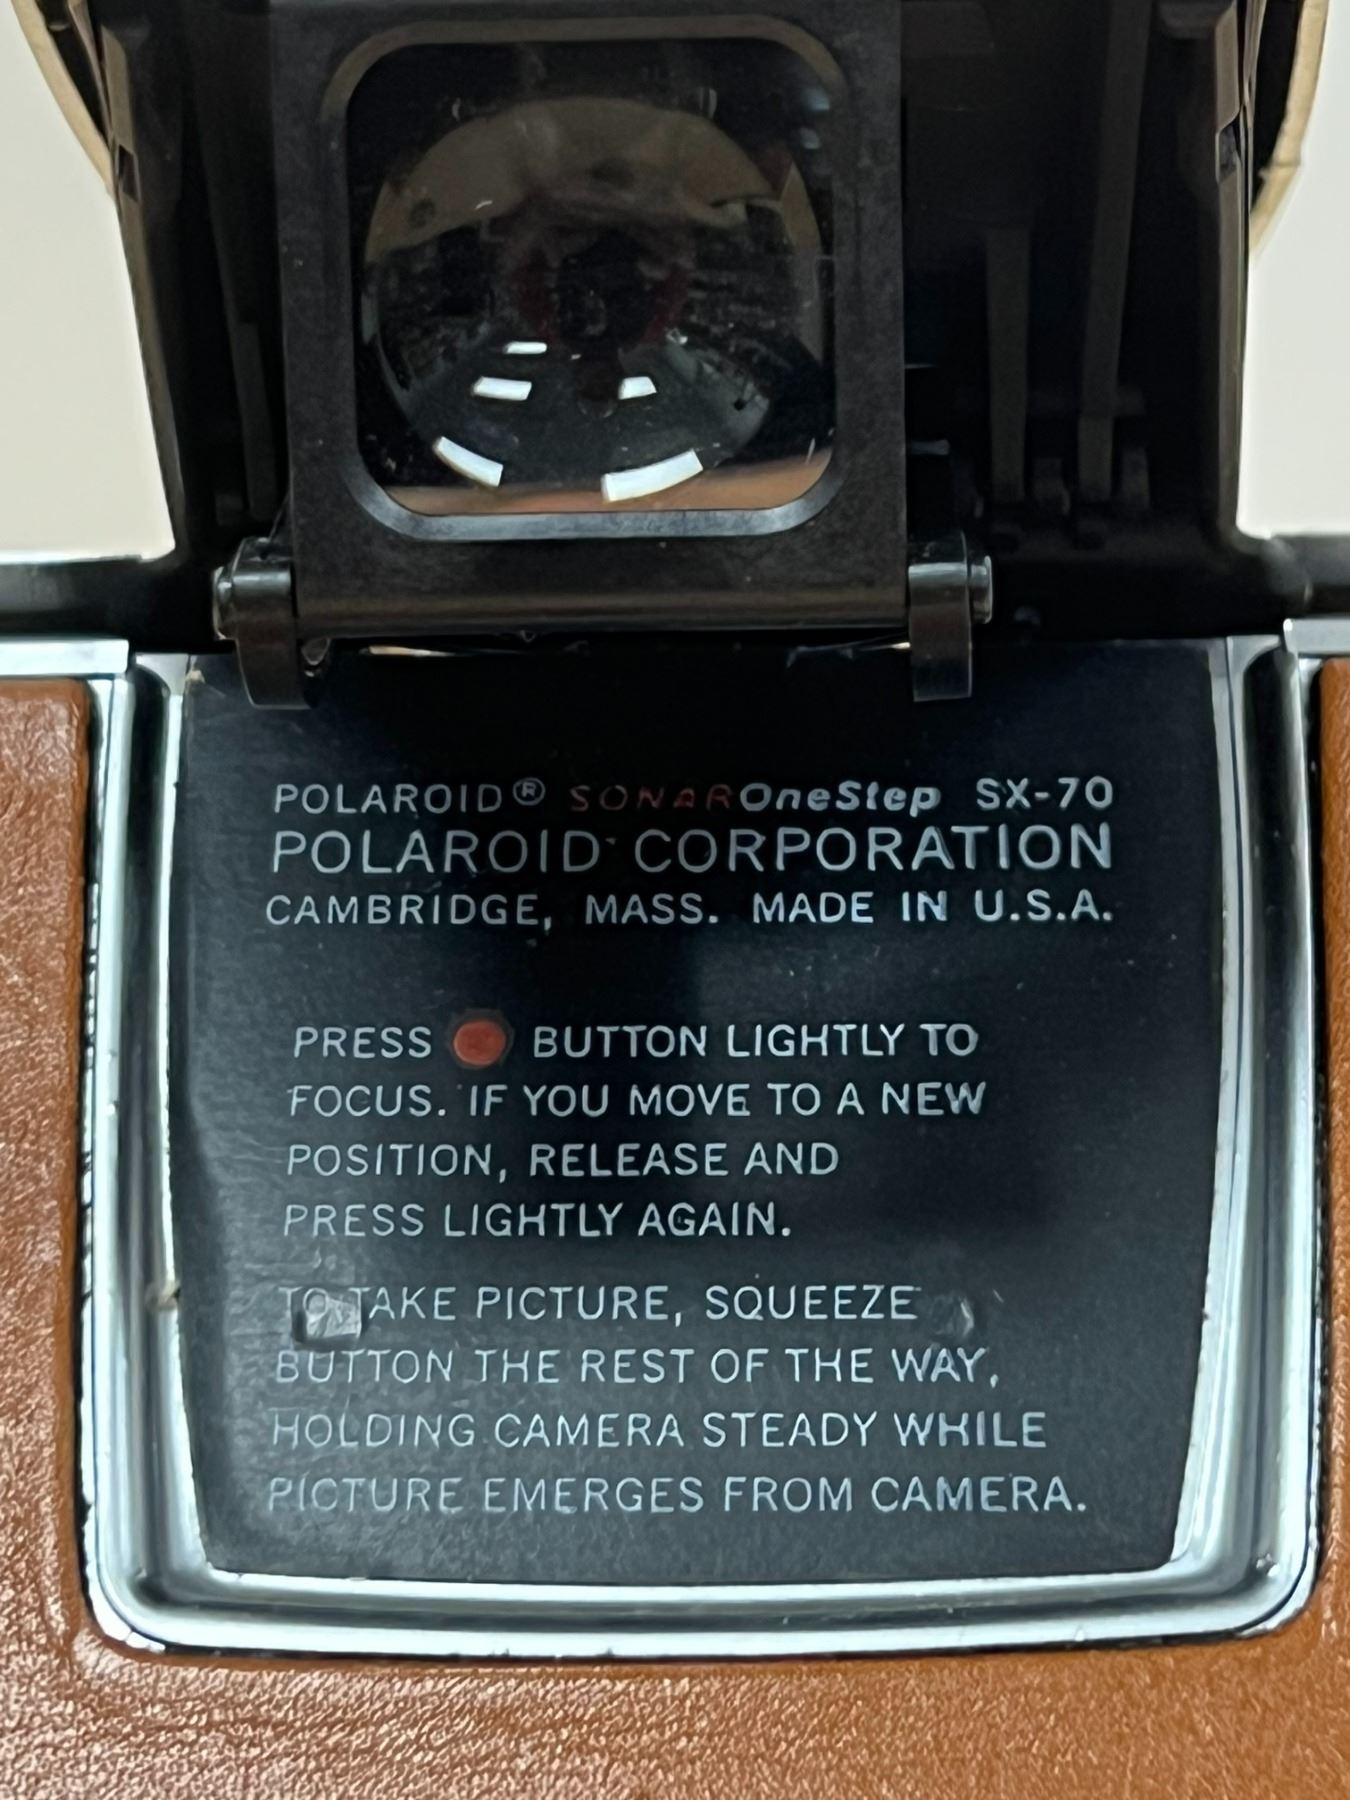 POLAROID® SONAR OneStep SX-70
POLAROID CORPORATION
CAMBRIDGE, MASS. MADE IN U.S.A.
PRESS BUTTON LIGHTLY TO
FOCUS. IF YOU MOVE TO A NEW
POSITION, RELEASE AND
PRESS LIGHTLY AGAIN.
TO TAKE PICTURE, SQUEEZE
BUTTON THE REST OF THE WAY,
HOLDING CAMERA STEADY WHILE
PICTURE EMERGES FROM CAMERA.